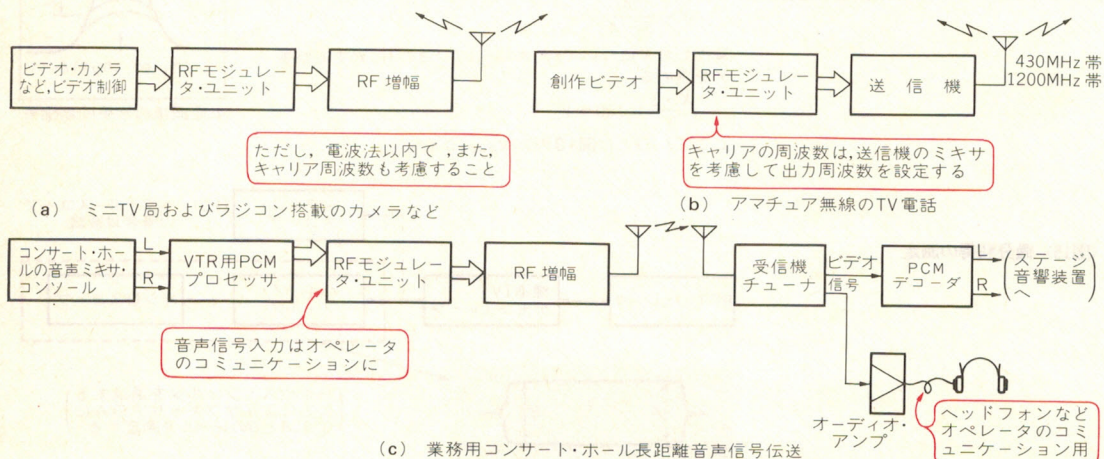 ビデオ・カメラ
など,ビデオ制御
RFモジュレー
タ・ユニット
RF 増幅
ただし, 電波法以内で, また,
キャリア周波数も考慮すること
(a) ミニTV局およびラジコン搭載のカメラなど
創作ビデオ
RFモジュレー
タ・ユニット
送 信 機
430MHz 帯
1200MHz 帯
キャリアの周波数は,送信機のミキサ
を考慮して出力周波数を設定する
(b) アマチュア無線のTV電話
コンサート・ホー
ルの音声ミキサ・
コンソール
L
R
VTR用PCM
プロセッサ
RFモジュレー
タ・ユニット
RF 増幅
音声信号入力はオペレータ
のコミュニケーションに
受信機
チューナ
ビデオ
信号
PCM
デコーダ
L
R
(ステージ
音響装置
へ)
オーディオ・
アンプ
ヘッドフォンなど
オペレータのコミ
ュニケーション用
(c) 業務用コンサート・ホール長距離音声信号伝送